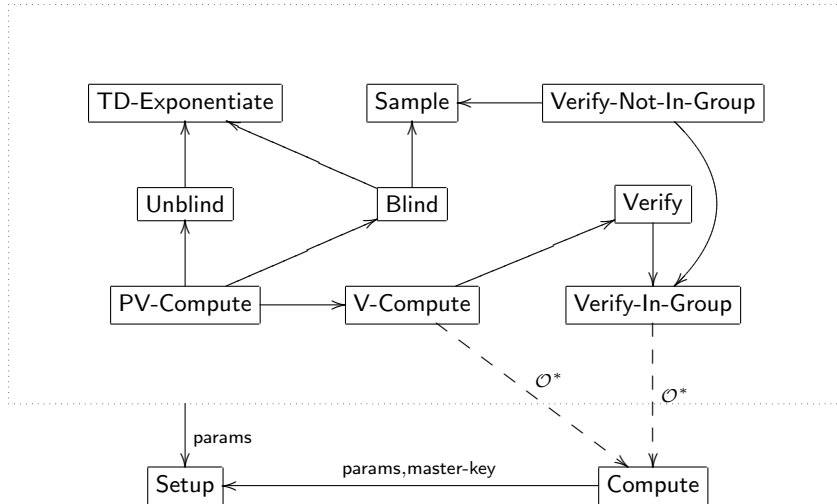 TD-Exponentiate Sample Verify-Not-In-Group
Unblind Blind Verify
PV-Compute V-Compute Verify-In-Group
𝒪*
𝒪*
params
params,master-key
Setup Compute